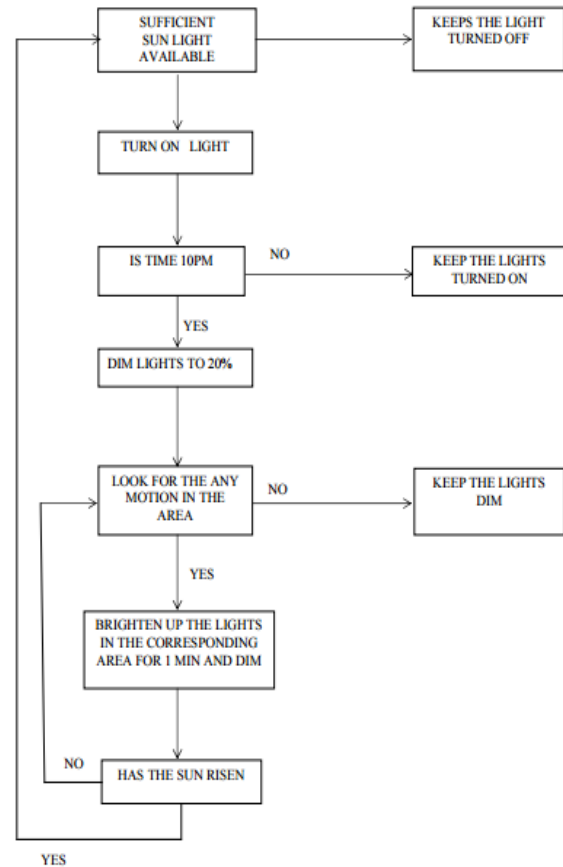 SUFFICIENT
SUN LIGHT
AVAILABLE
KEEPS THE LIGHT
TURNED OFF
TURN ON LIGHT
IS TIME 10PM
NO
KEEP THE LIGHTS
TURNED ON
YES
DIM LIGHTS TO 20%
LOOK FOR THE ANY
MOTION IN THE
AREA
NO
KEEP THE LIGHTS
DIM
YES
BRIGHTEN UP THE LIGHTS
IN THE CORRESPONDING
AREA FOR 1 MIN AND DIM
NO
HAS THE SUN RISEN
YES